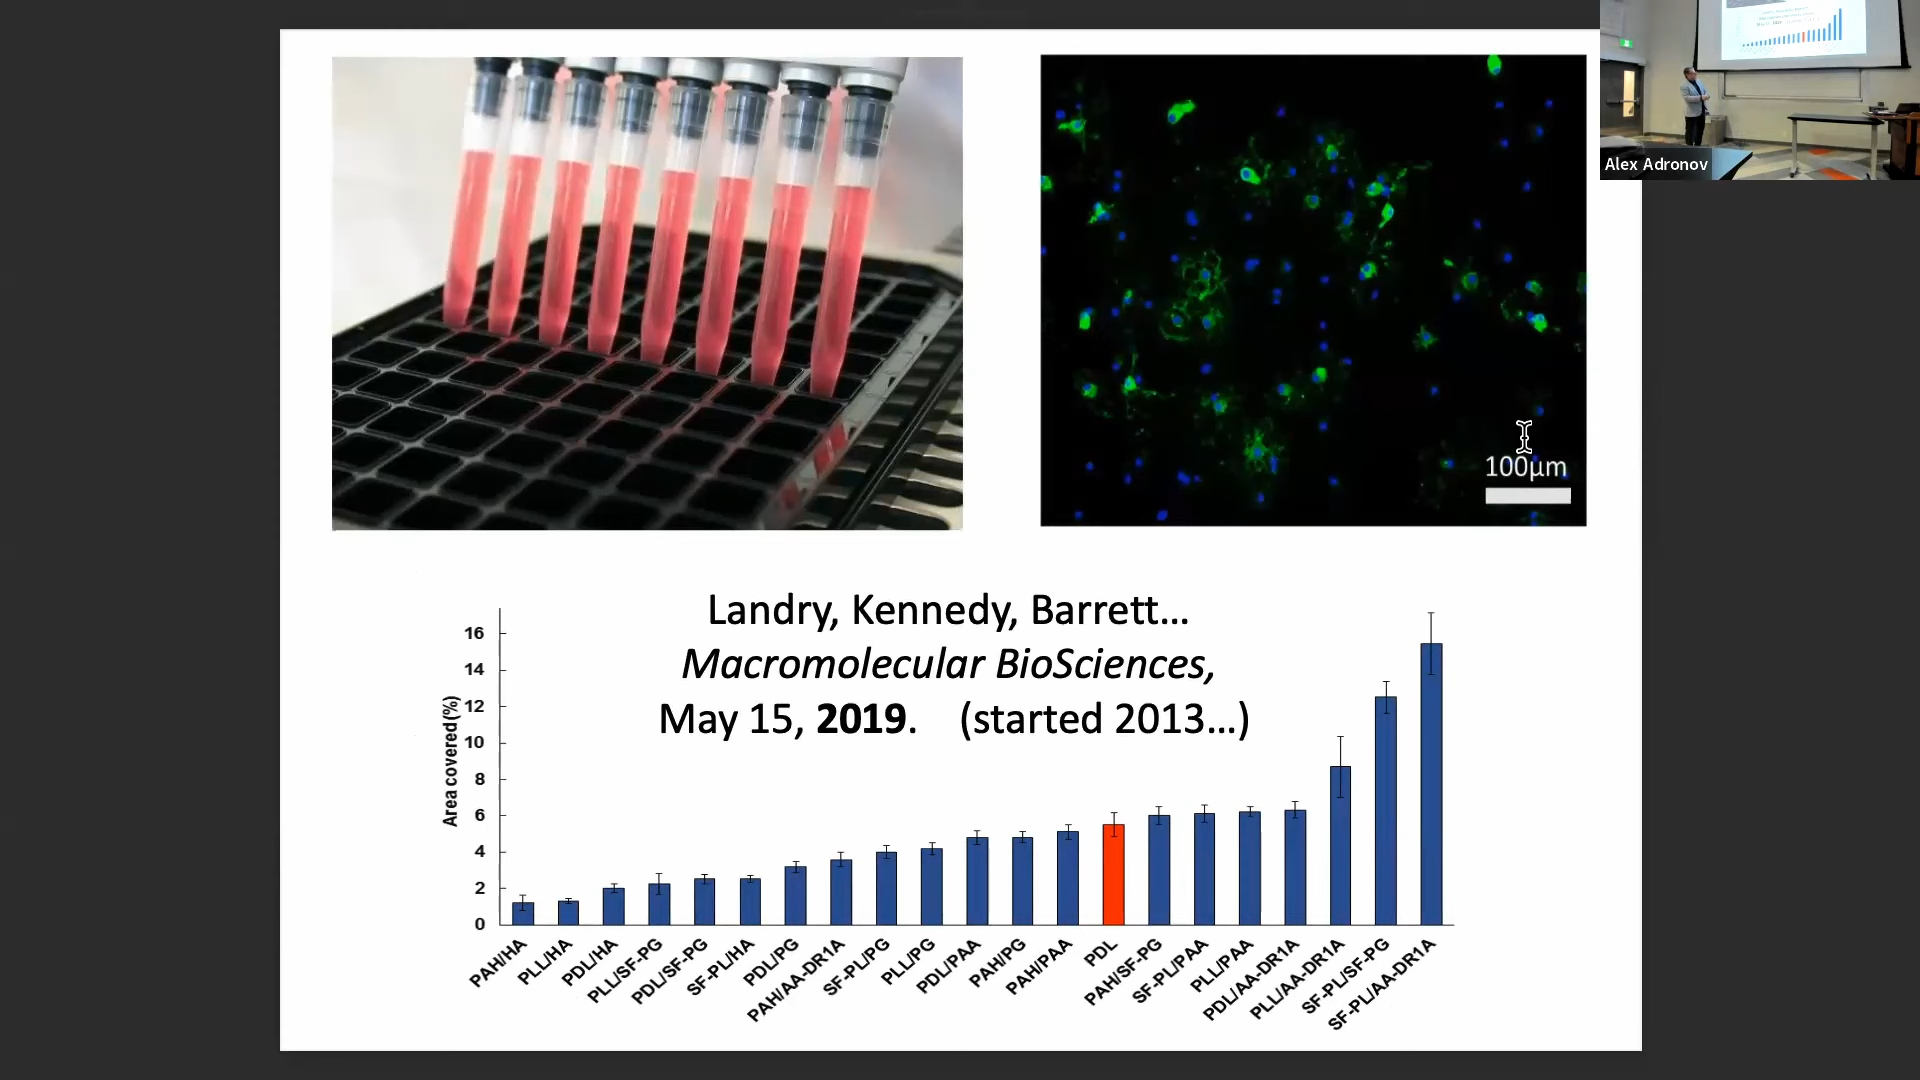 Alex Adronov
100µm
Landry, Kennedy, Barrett...
Macromolecular BioSciences,
May 15, 2019. (started 2013...)
Area covered(%)
16
14
12
10
8
6
4
2
0
PAH/HA
PLL/HA
PDL/HA
PLL/SF-PG
PDL/SF-PG
SF-PL/HA
PDL/PG
PAH/AA-DR1A
SF-PL/PG
PLL/PG
PDL/PAA
PAH/PG
PAH/PAA
PDL
PAH/SF-PG
SF-PL/PAA
PLL/PAA
PDL/AA-DR1A
PLL/AA-DR1A
SF-PL/SF-PG
SF-PL/AA-DR1A